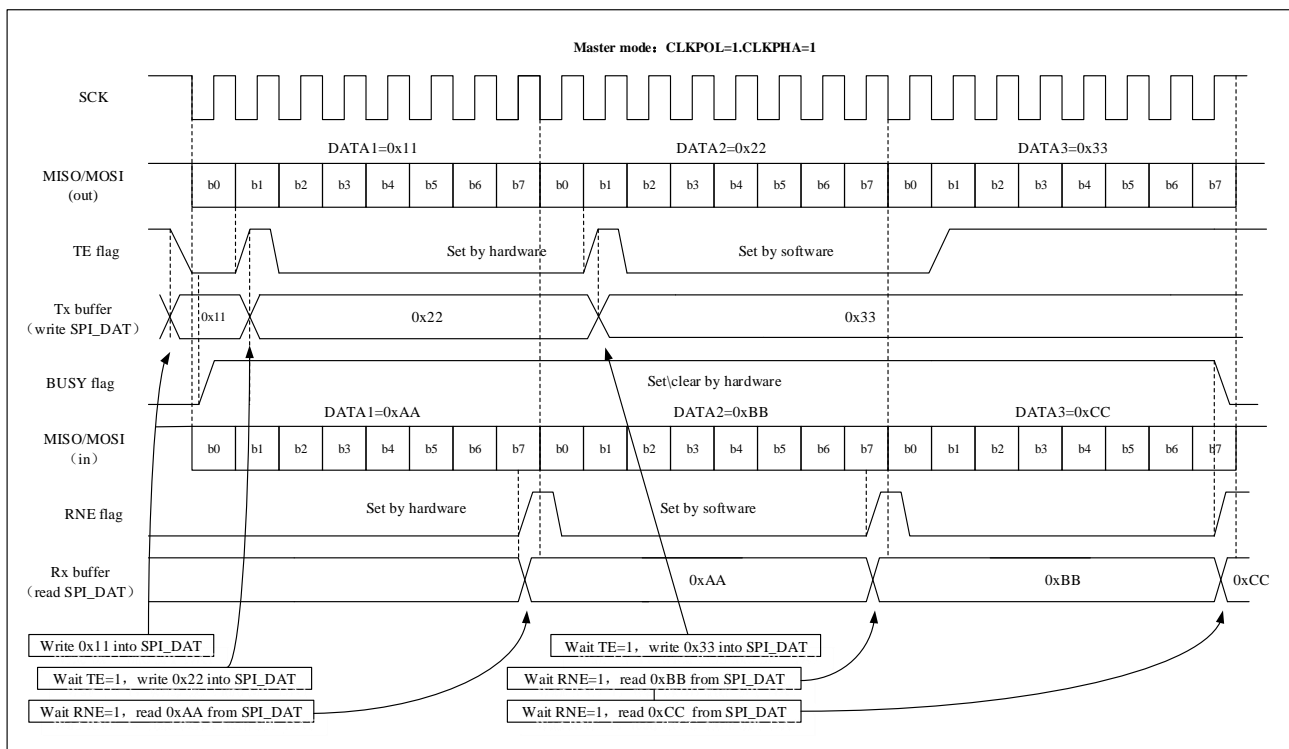 Master mode：CLKPOL=1.CLKPHA=1
SCK
DATA1=0x11 DATA2=0x22 DATA3=0x33
MISO/MOSI
(out)
b0 b1 b2 b3 b4 b5 b6 b7 b0 b1 b2 b3 b4 b5 b6 b7 b0 b1 b2 b3 b4 b5 b6 b7
TE flag
Set by hardware Set by software
Tx buffer
（write SPI_DAT）
0x11 0x22 0x33
BUSY flag
Set\clear by hardware
DATA1=0xAA DATA2=0xBB DATA3=0xCC
MISO/MOSI
（in）
b0 b1 b2 b3 b4 b5 b6 b7 b0 b1 b2 b3 b4 b5 b6 b7 b0 b1 b2 b3 b4 b5 b6 b7
RNE flag
Set by hardware Set by software
Rx buffer
（read SPI_DAT）
0xAA 0xBB 0xCC
Write 0x11 into SPI_DAT
Wait TE=1，write 0x33 into SPI_DAT
Wait TE=1，write 0x22 into SPI_DAT
Wait RNE=1，read 0xBB from SPI_DAT
Wait RNE=1，read 0xAA from SPI_DAT
Wait RNE=1，read 0xCC from SPI_DAT